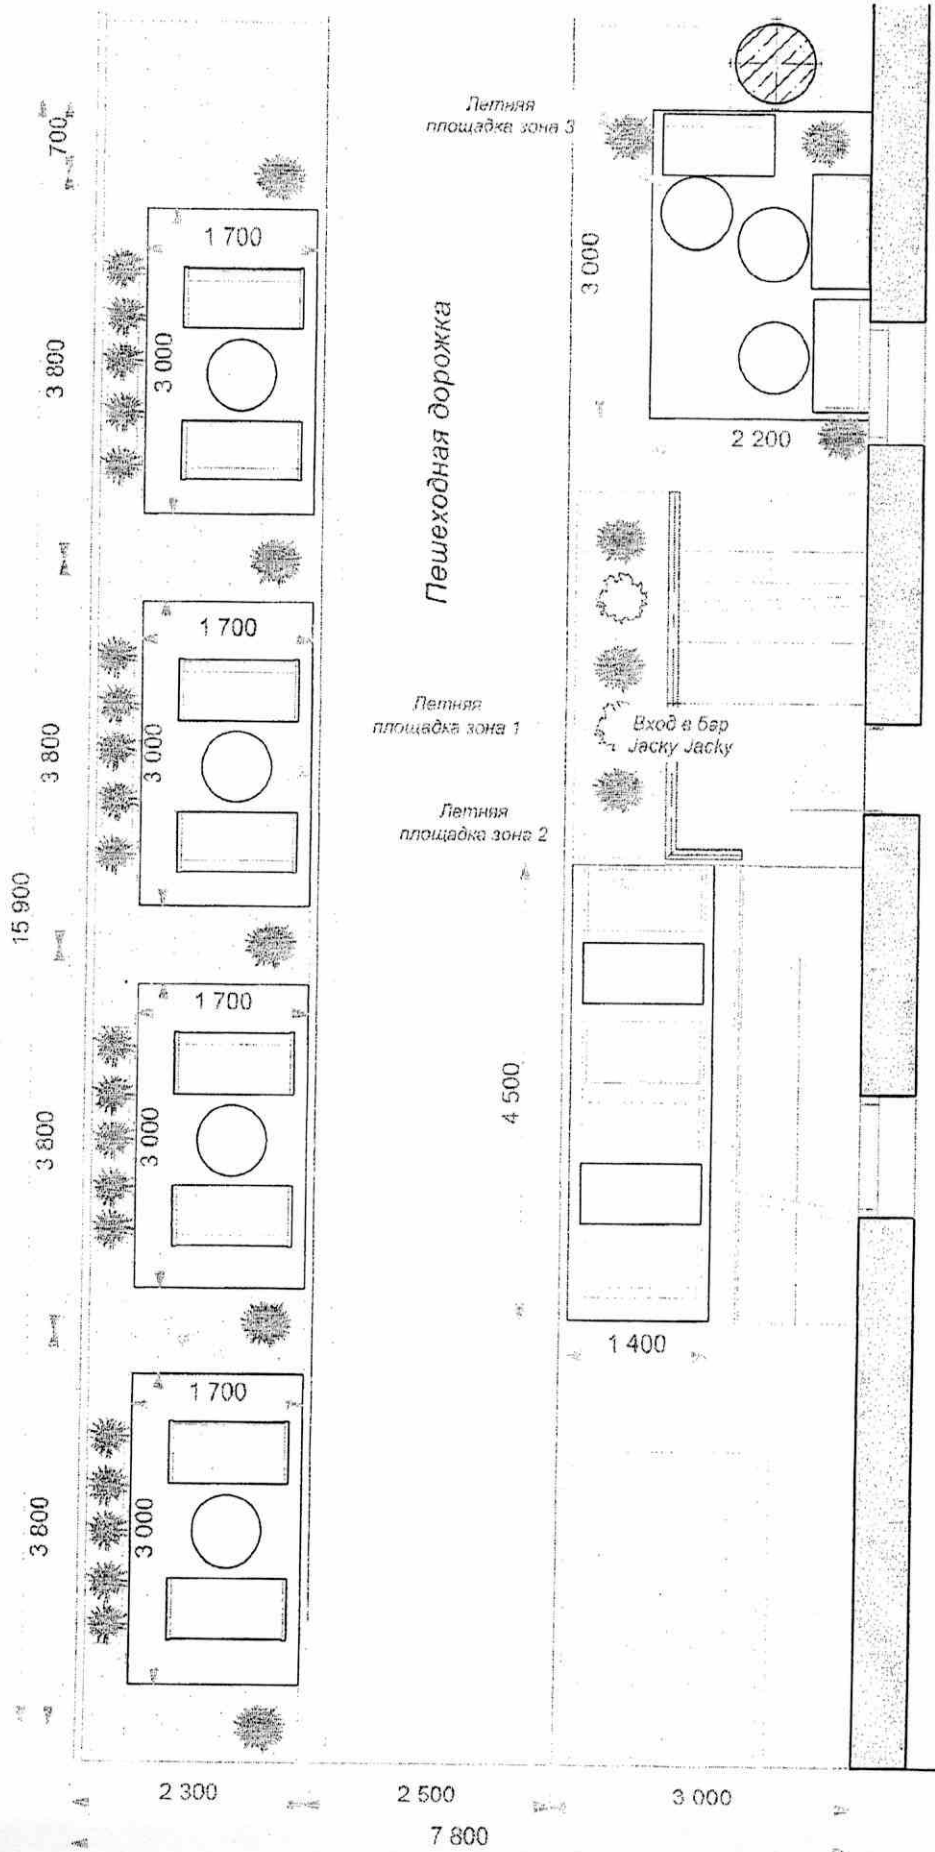 Летняя
площадка зона 3
700
1 700
3 000
3 800
3 000
2 200
Пешеходная дорожка
1 700
3 000
3 800
Летняя
площадка зона 1
Вход в бар
Jacky Jacky
Летняя
площадка зона 2
15 900
1 700
3 000
3 800
4 500
1 400
1 700
3 000
3 800
2 300
2 500
3 000
7 800